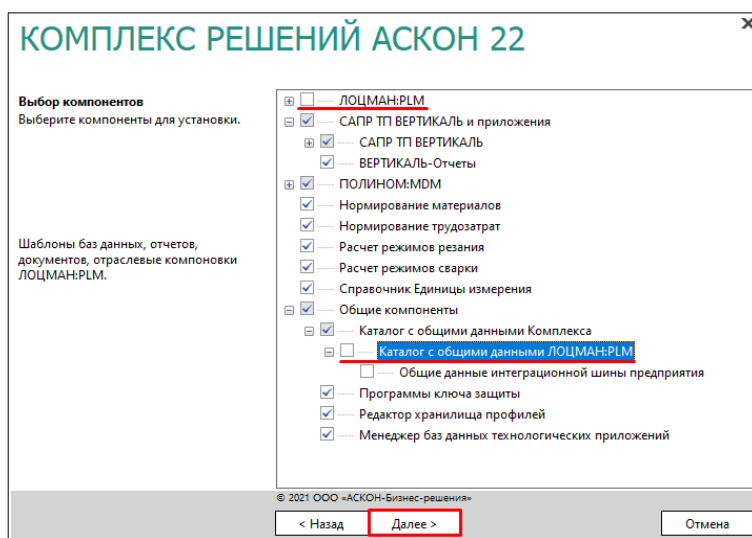 КОМПЛЕКС РЕШЕНИЙ АСКОН 22
Выбор компонентов
Выберите компоненты для установки.
Шаблоны баз данных, отчетов,
документов, отраслевые компоновки
ЛОЦМАН:PLM.
ЛОЦМАН:PLM
САПР ТП ВЕРТИКАЛЬ и приложения
САПР ТП ВЕРТИКАЛЬ
ВЕРТИКАЛЬ-Отчеты
ПОЛИНОМ:MDM
Нормирование материалов
Нормирование трудозатрат
Расчет режимов резания
Расчет режимов сварки
Справочник Единицы измерения
Общие компоненты
Каталог с общими данными Комплекса
Каталог с общими данными ЛОЦМАН:PLM
Общие данные интеграционной шины предприятия
Программы ключа защиты
Редактор хранилища профилей
Менеджер баз данных технологических приложений
© 2021 ООО «АСКОН-Бизнес-решения»
< Назад
Далее >
Отмена